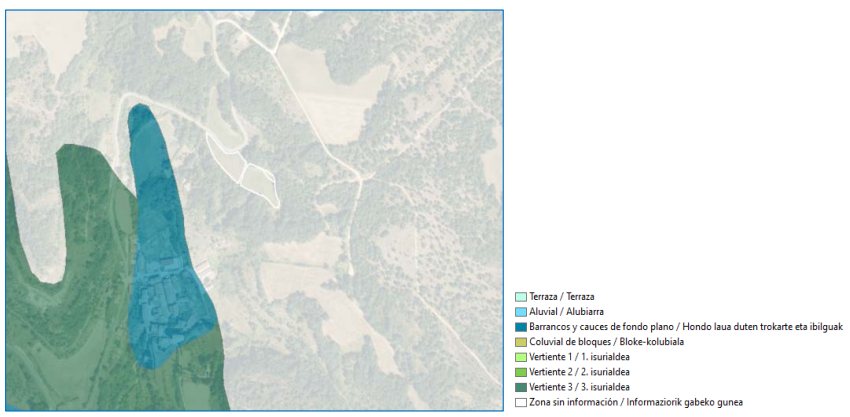 Terraza / Terraza
Aluvial / Alubiarra
Barrancos y cauces de fondo plano / Hondo laua duten trokarte eta ibilguak
Coluvial de bloques / Bloke-kolubiala
Vertiente 1 / 1. isurialdea
Vertiente 2 / 2. isurialdea
Vertiente 3 / 3. isurialdea
Zona sin información / Informaziorik gabeko gunea